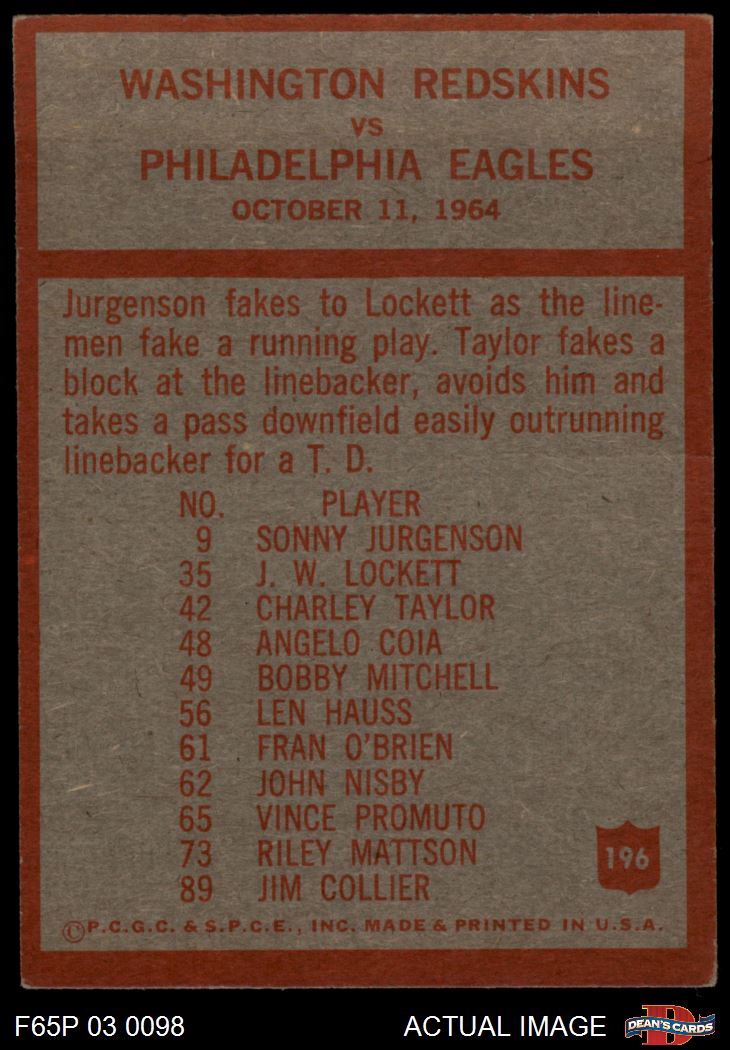 WASHINGTON REDSKINS
VS
PHILADELPHIA EAGLES
OCTOBER 11, 1964
Jurgenson fakes to Lockett as the line-
men fake a running play. Taylor fakes a
block at the linebacker, avoids him and
takes a pass downfield easily outrunning
linebacker for a T. D.
NO. PLAYER
9 SONNY JURGENSON
35 J. W. LOCKETT
42 CHARLEY TAYLOR
48 ANGELO COIA
49 BOBBY MITCHELL
56 LEN HAUSS
61 FRAN O'BRIEN
62 JOHN NISBY
65 VINCE PROMUTO
73 RILEY MATTSON
89 JIM COLLIER
196
©P.C.G.C. & S.P.C.E., INC. MADE & PRINTED IN U.S.A.
F65P 03 0098 ACTUAL IMAGE D DEAN'S CARDS